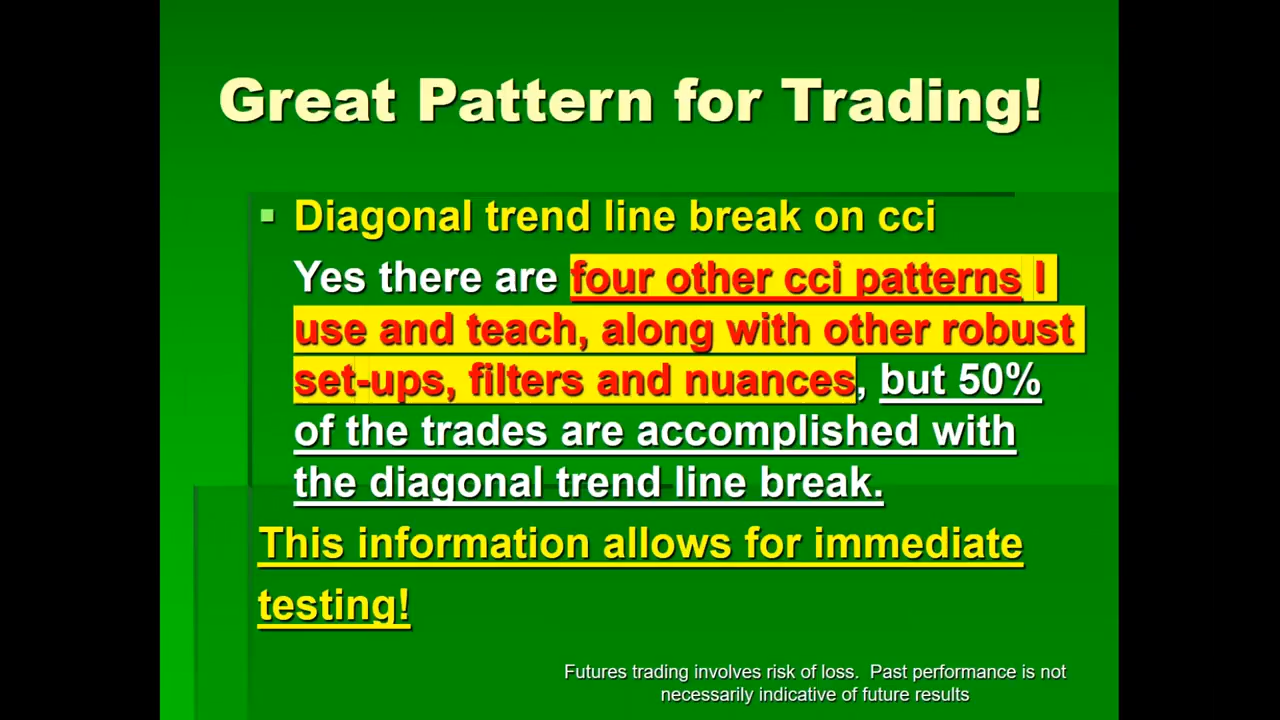 Great Pattern for Trading!
Diagonal trend line break on cci
Yes there are four other cci patterns I
use and teach, along with other robust
set-ups, filters and nuances, but 50%
of the trades are accomplished with
the diagonal trend line break.
This information allows for immediate
testing!
Futures trading involves risk of loss.  Past performance is not
necessarily indicative of future results